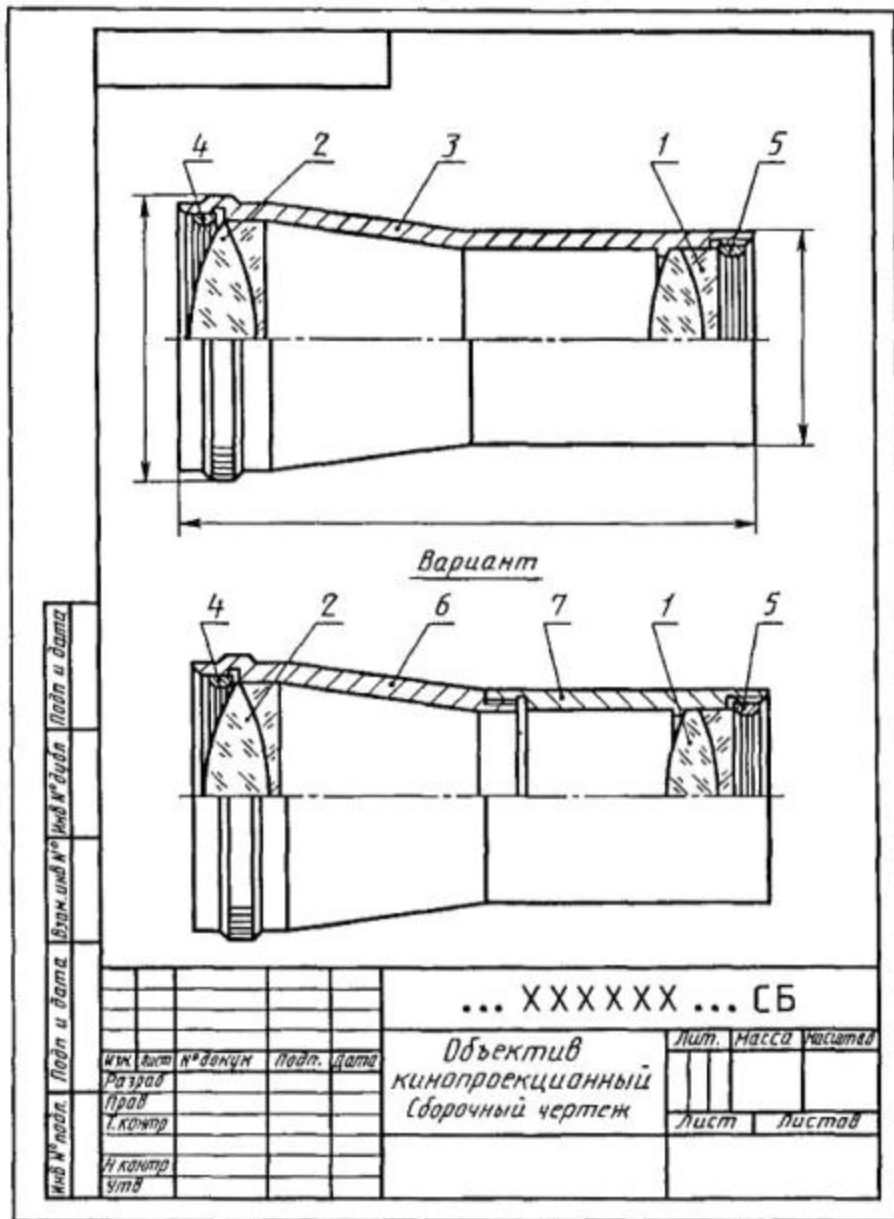 4 2 3 1 5
Вариант
4 2 6 7 1 5
Подп и дата
Инв № дубл
Взам. инв №
Подп и дата
Инв № подл.
... XXXXXX ... СБ
Объектив
кинопроекционный
Сборочный чертеж
Лит. Масса Масштаб
Лист Листов
Изм Лист № докум Подп. Дата
Разраб
Пров
Т. контр
Н контр
Утв